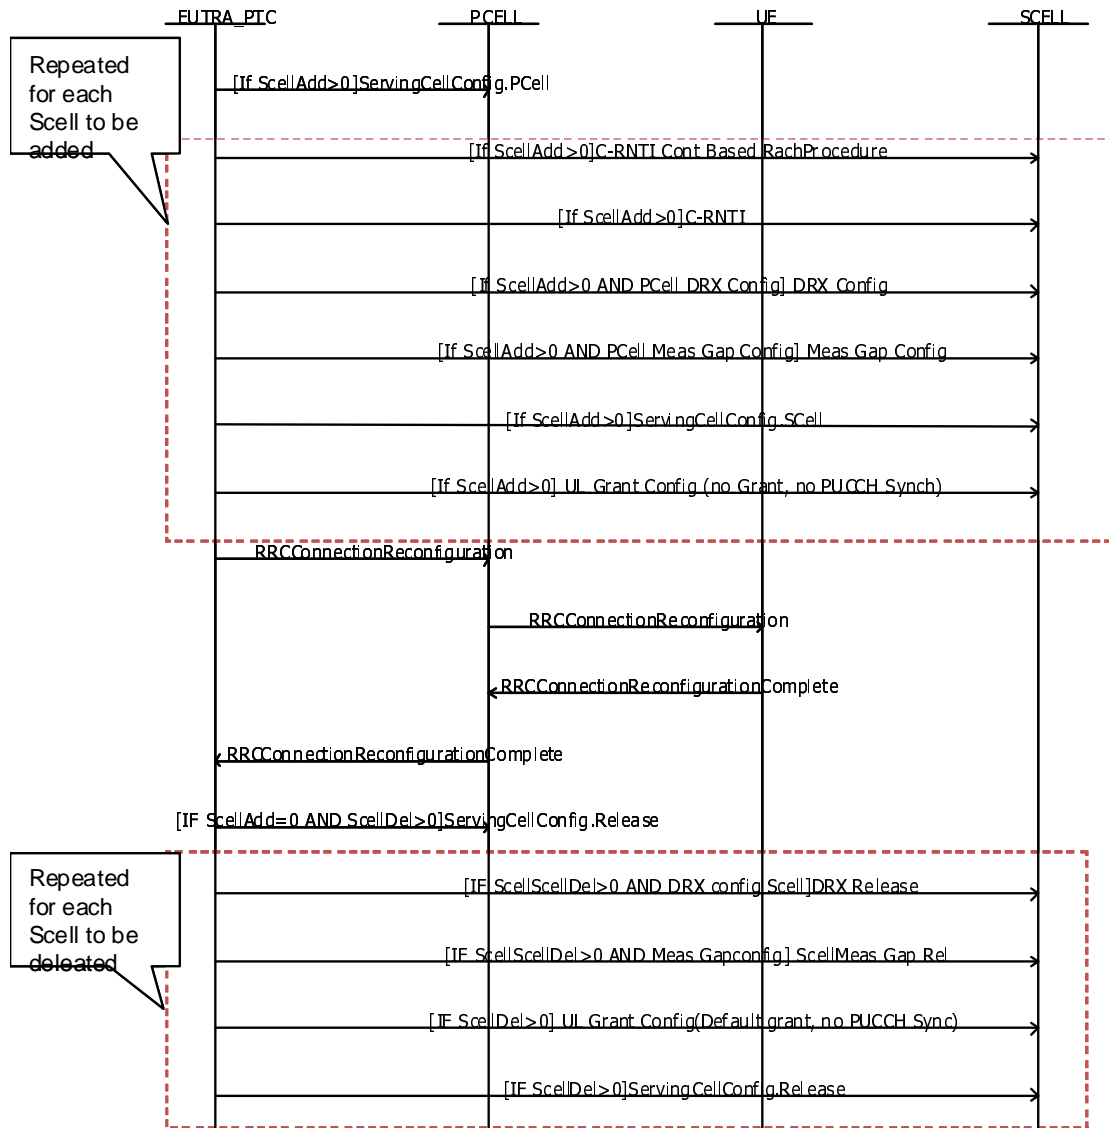 EUTRA_PTC PCELL UE SCELL
Repeated
for each
Scell to be
added
[If ScellAdd>0]ServingCellConfig.PCell
[If ScellAdd>0]C-RNTI Cont Based RachProcedure
[If ScellAdd>0]C-RNTI
[If ScellAdd>0 AND PCell DRX Config] DRX Config
[If ScellAdd>0 AND PCell Meas Gap Config] Meas Gap Config
[If ScellAdd>0]ServingCellConfig.SCell
[If ScellAdd>0] UL Grant Config (no Grant, no PUCCH Synch)
RRCConnectionReconfiguration
RRCConnectionReconfiguration
RRCConnectionReconfigurationComplete
RRCConnectionReconfigurationComplete
[IF ScellAdd=0 AND ScellDel>0]ServingCellConfig.Release
Repeated
for each
Scell to be
deleated
[IF ScellScellDel>0 AND DRX config Scell]DRX Release
[IF ScellScellDel>0 AND Meas Gapconfig] ScellMeas Gap Rel
[IF ScellDel>0] UL Grant Config(Default grant, no PUCCH Sync)
[IF ScellDel>0]ServingCellConfig.Release